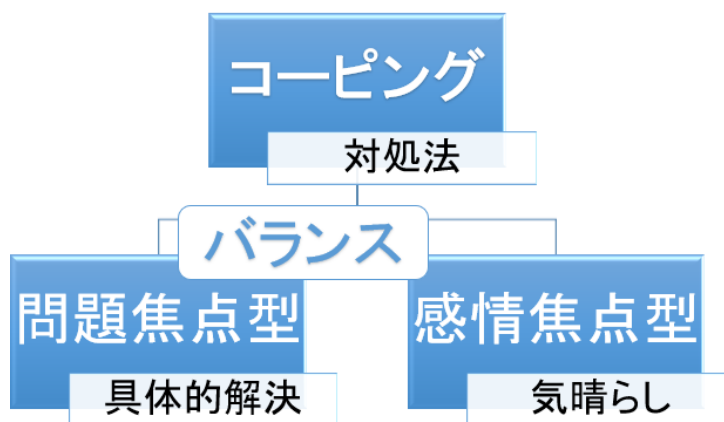 コーピング
対処法
バランス
問題焦点型
具体的解決
感情焦点型
気晴らし